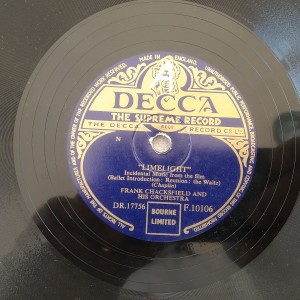 MADE IN ENGLAND.
DECCA
THE SUPREME RECORD
THE DECCA
RECORD CO. LTD.
N
"LIMELIGHT"
Incidental Music from the film
(Ballet Introduction: Reunion: the Waltz)
(Chaplin)
FRANK CHACKSFIELD AND
HIS ORCHESTRA
DR.17756
BOURNE
LIMITED
F.10106